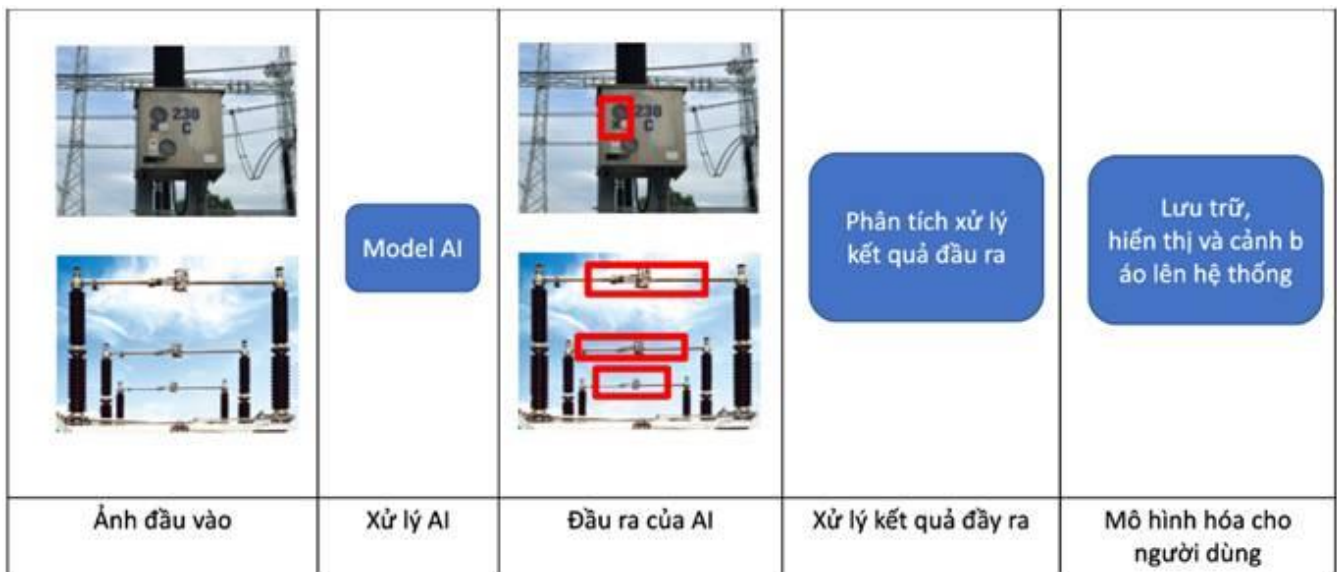 230
C
230
C
Model AI
Phân tích xử lý
kết quả đầu ra
Lưu trữ,
hiển thị và cảnh b
áo lên hệ thống
Ảnh đầu vào
Xử lý AI
Đầu ra của AI
Xử lý kết quả đầy ra
Mô hình hóa cho
người dùng